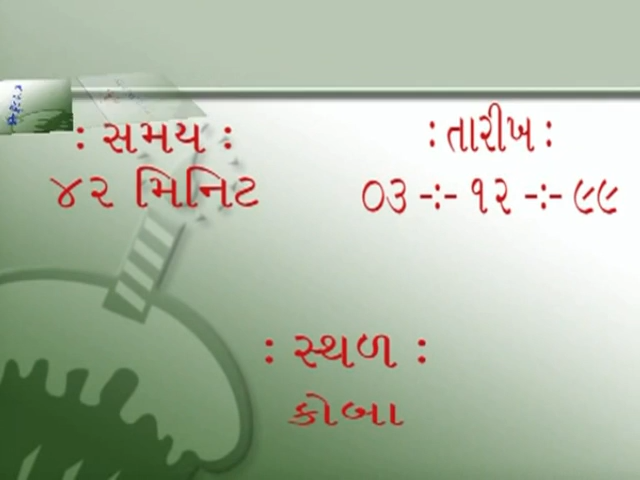 : સમય :
: તારીખ :
૪૨ મિનિટ
૦૩ -:- ૧૨ -:- ૯૯
: સ્થળ :
કોબા